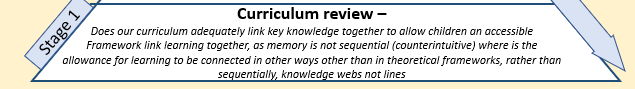 Stage 1
Curriculum review –
Does our curriculum adequately link key knowledge together to allow children an accessible
Framework link learning together, as memory is not sequential (counterintuitive) where is the
allowance for learning to be connected in other ways other than in theoretical frameworks, rather than
sequentially, knowledge webs not lines